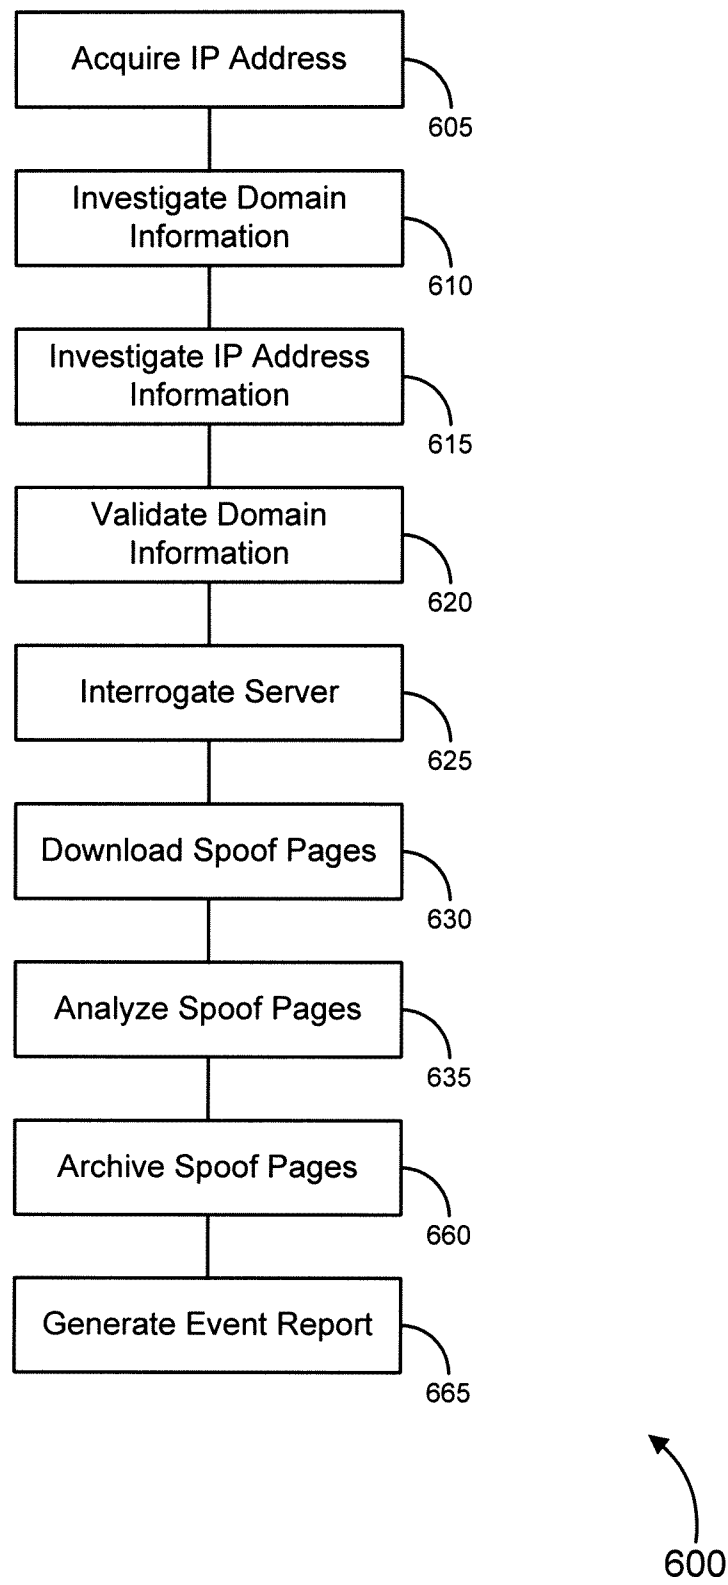 Acquire IP Address
605
Investigate Domain
Information
610
Investigate IP Address
Information
615
Validate Domain
Information
620
Interrogate Server
625
Download Spoof Pages
630
Analyze Spoof Pages
635
Archive Spoof Pages
660
Generate Event Report
665
600